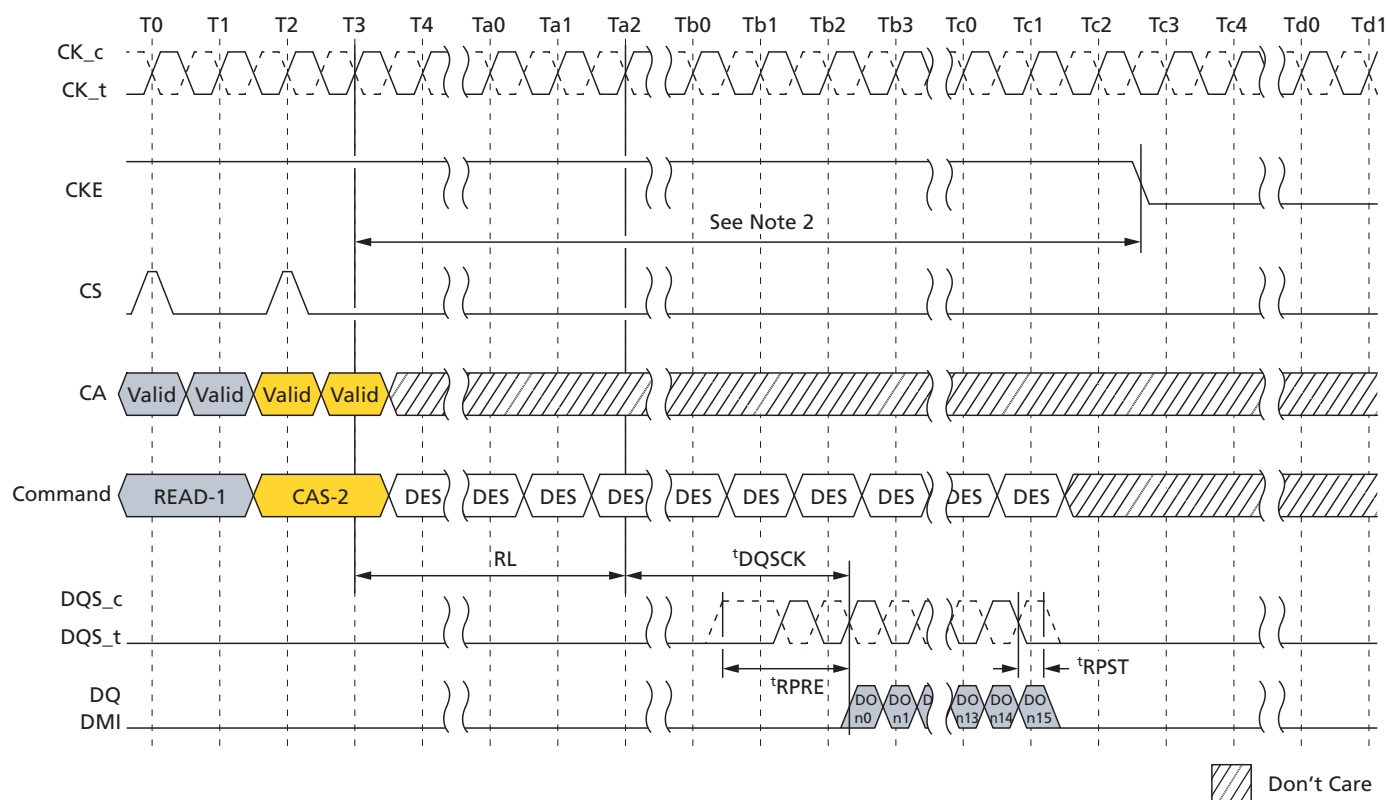 T0 T1 T2 T3 T4 Ta0 Ta1 Ta2 Tb0 Tb1 Tb2 Tb3 Tc0 Tc1 Tc2 Tc3 Tc4 Td0 Td1
CK_c
CK_t
CKE
See Note 2
CS
CA Valid Valid Valid Valid
Command READ-1 CAS-2 DES DES DES DES DES DES DES DES DES DES
RL tDQSCK
DQS_c
DQS_t
tRPRE tRPST
DQ
DMI
DO n0
DO n1
D
DO n13
DO n14
DO n15
Don't Care